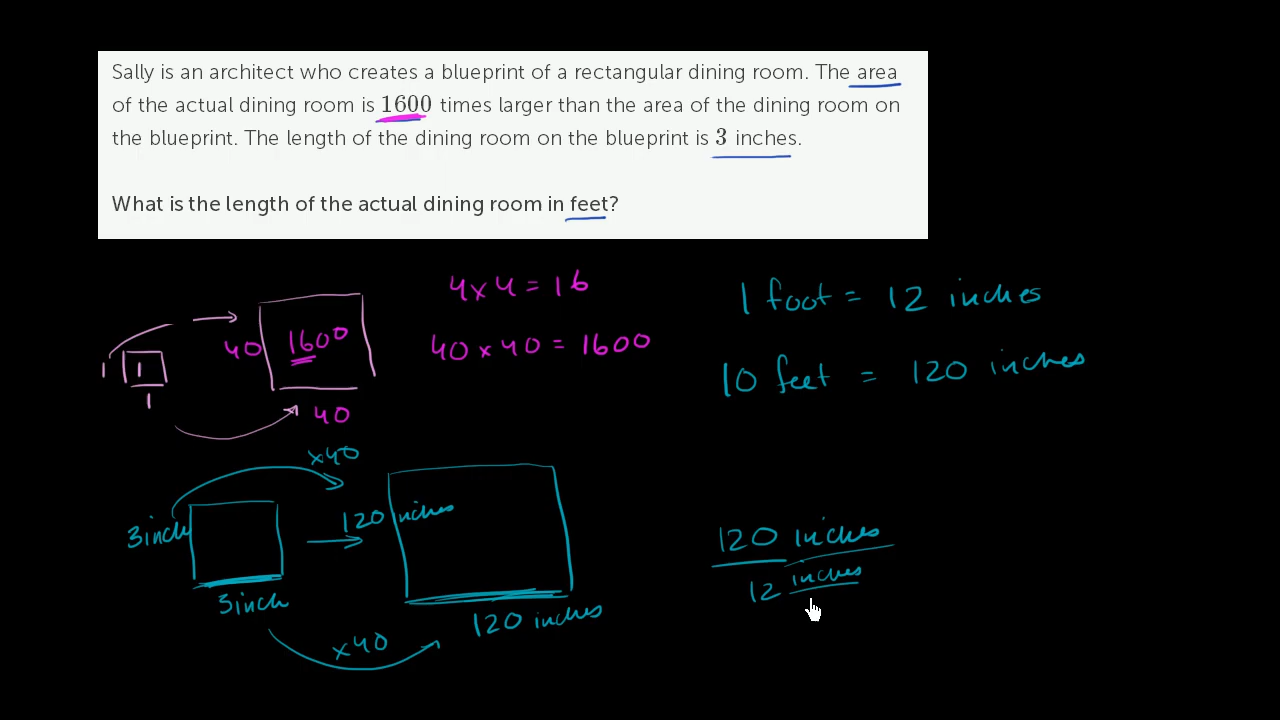 Sally is an architect who creates a blueprint of a rectangular dining room. The area
of the actual dining room is 1600 times larger than the area of the dining room on
the blueprint. The length of the dining room on the blueprint is 3 inches.
What is the length of the actual dining room in feet?
4 x 4 = 16
1 foot = 12 inches
40 x 40 = 1600
40
1600
1
1
1
40
10 feet = 120 inches
x40
3inch
120 inches
3inch
120 inches
x40
120 inches
12 inches